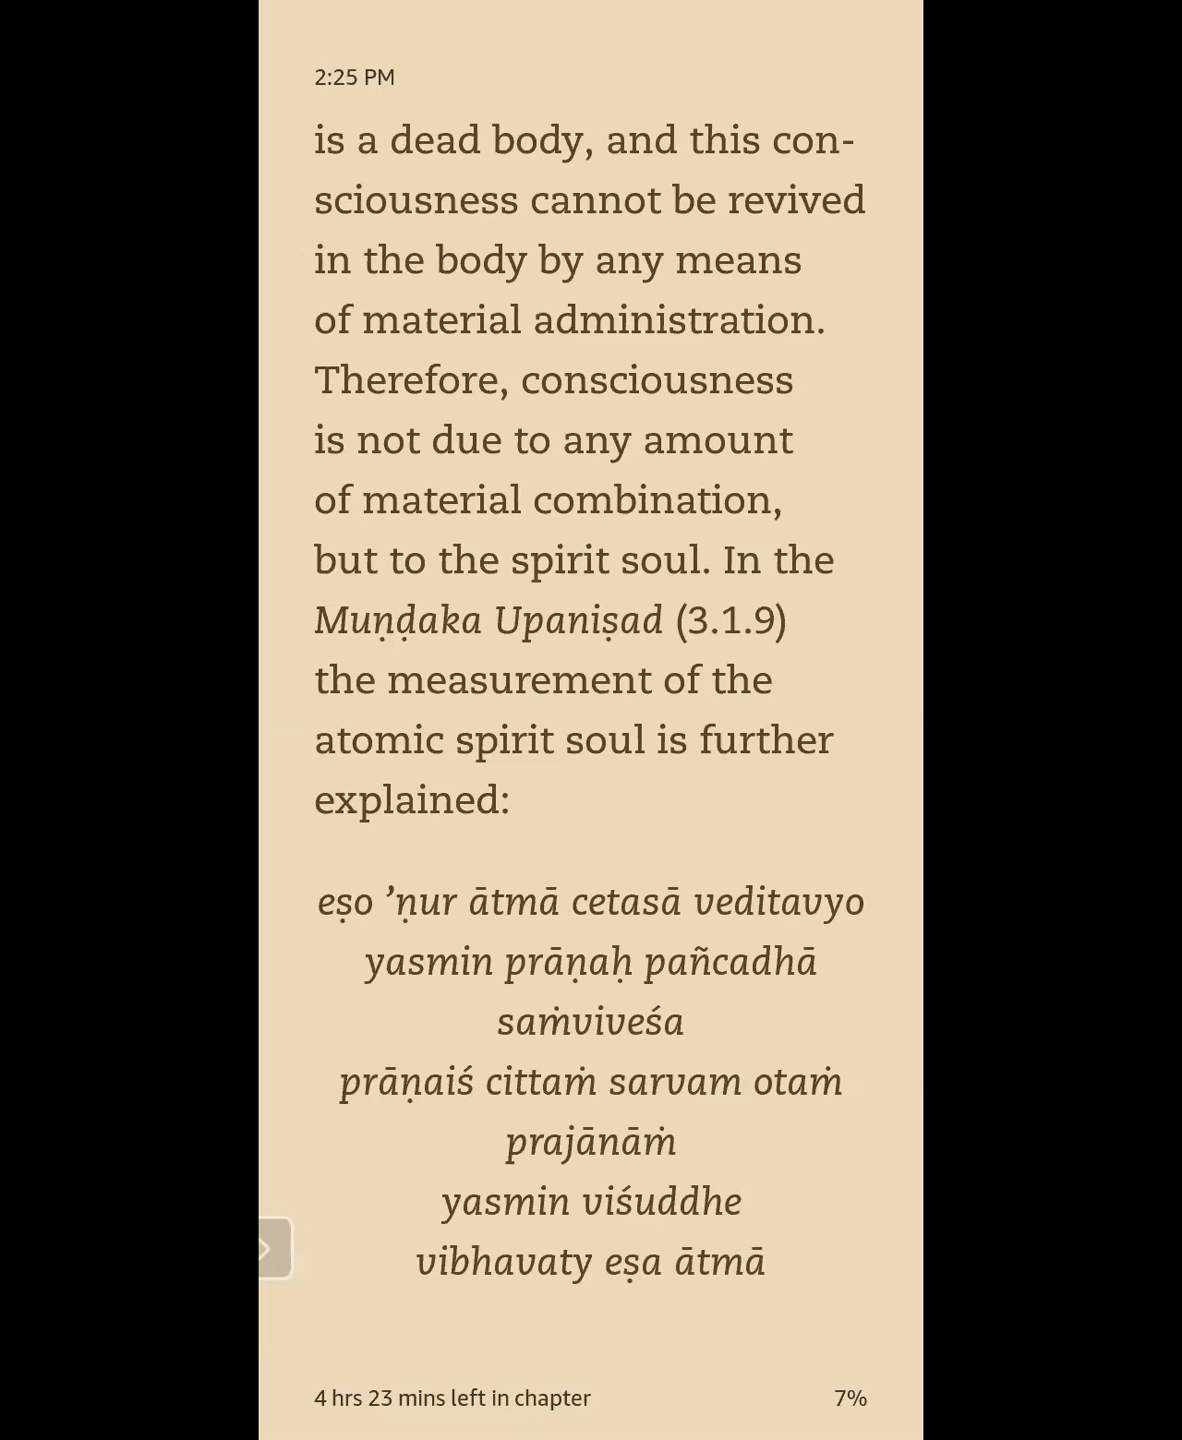 2:25 PM
is a dead body, and this con-
sciousness cannot be revived
in the body by any means
of material administration.
Therefore, consciousness
is not due to any amount
of material combination,
but to the spirit soul. In the
Muṇḍaka Upaniṣad (3.1.9)
the measurement of the
atomic spirit soul is further
explained:
eṣo ’ṇur ātmā cetasā veditavyo
yasmin prāṇaḥ pañcadhā
saṁviveśa
prāṇaiś cittaṁ sarvam otaṁ
prajānāṁ
yasmin viśuddhe
vibhavaty eṣa ātmā
4 hrs 23 mins left in chapter 7%